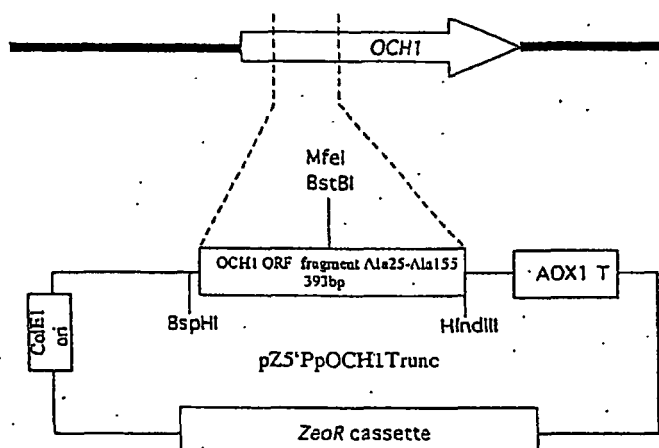 OCH1
MfeI
BstBI
OCH1 ORF fragment Ala25-Ala155
393bp
AOX1 T
ColE1
ori
BspHI
HindIII
pZ5'PpOCH1Trunc
ZeoR cassette